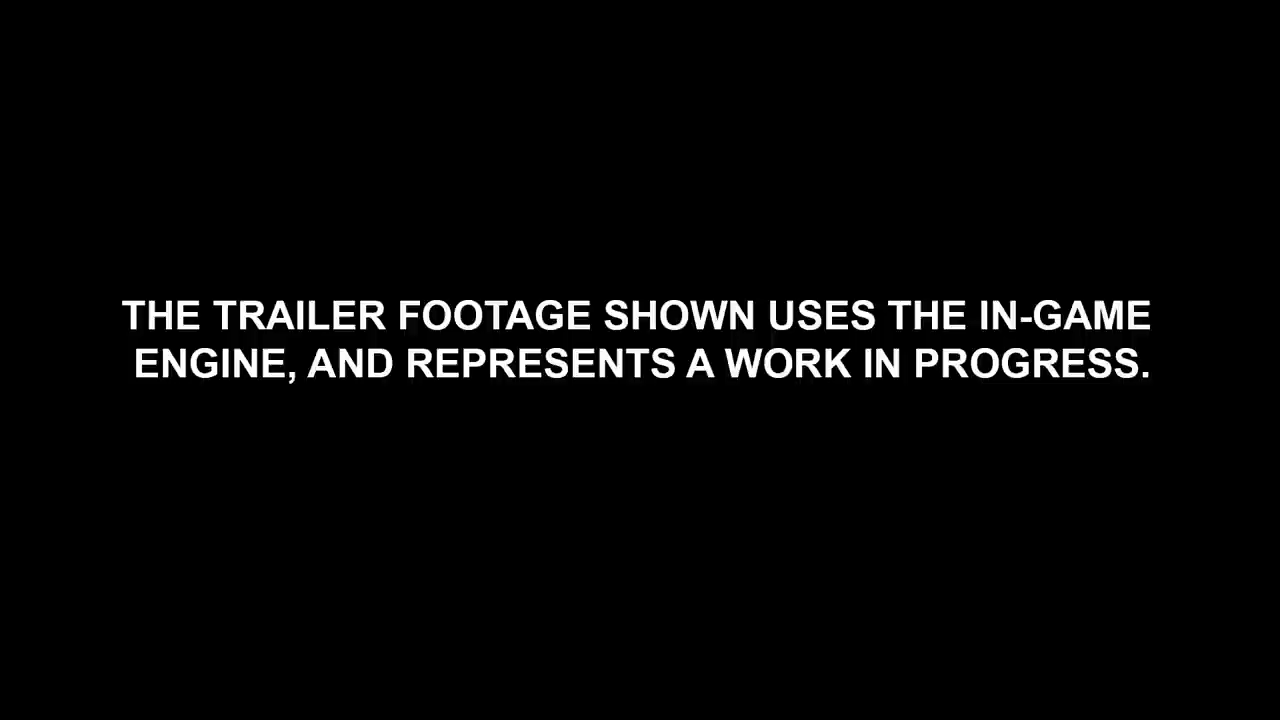 THE TRAILER FOOTAGE SHOWN USES THE IN-GAME
ENGINE, AND REPRESENTS A WORK IN PROGRESS.